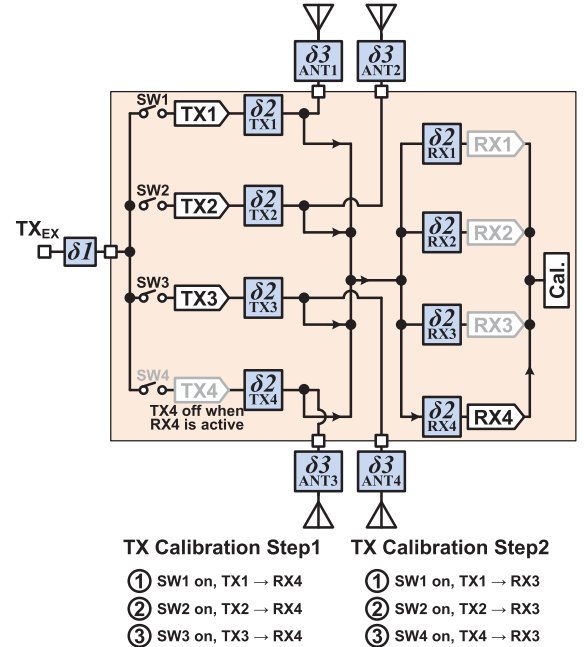 δ3
ANT1
δ3
ANT2
SW1
TX1
δ2
TX1
δ2
RX1
RX1
SW2
TX2
δ2
TX2
δ2
RX2
RX2
TXEX
δ1
Cal.
SW3
TX3
δ2
TX3
δ2
RX3
RX3
SW4
TX4
δ2
TX4
TX4 off when
RX4 is active
δ2
RX4
RX4
δ3
ANT3
δ3
ANT4
TX Calibration Step1
1 SW1 on, TX1 → RX4
2 SW2 on, TX2 → RX4
3 SW3 on, TX3 → RX4
TX Calibration Step2
1 SW1 on, TX1 → RX3
2 SW2 on, TX2 → RX3
3 SW4 on, TX4 → RX3